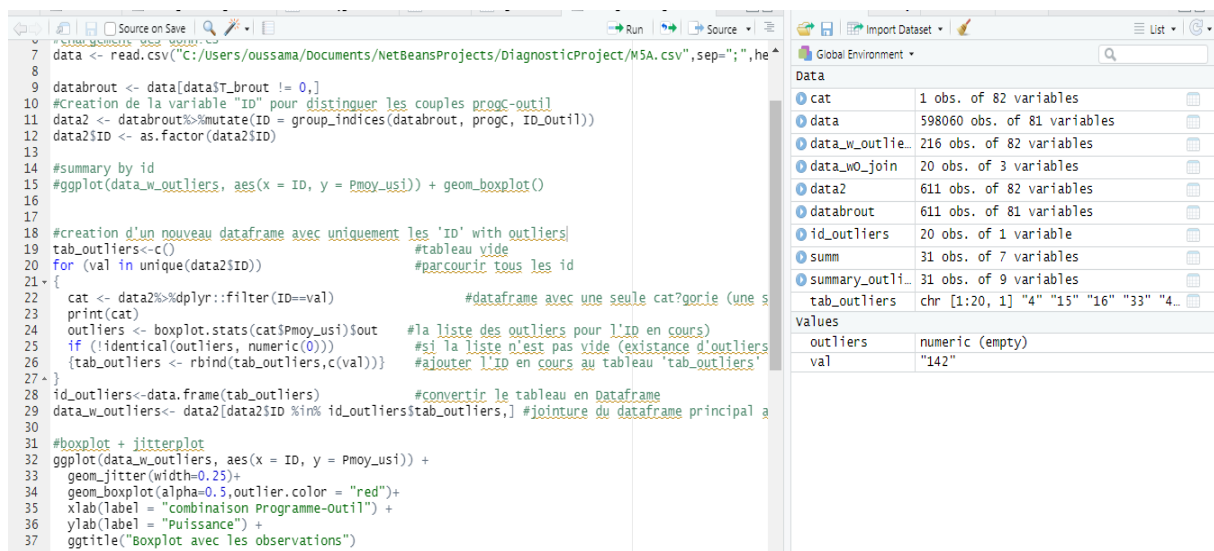 Source on Save
Run
Source
Import Dataset
List
Global Environment
7 data <- read.csv("C:/Users/oussama/Documents/NetBeansProjects/DiagnosticProject/M5A.csv",sep=";",he
8
9 databrout <- data[data$T_brout != 0,]
10 #Creation de la variable "ID" pour distinguer les couples progC-outil
11 data2 <- databrout%>%mutate(ID = group_indices(databrout, progC, ID_Outil))
12 data2$ID <- as.factor(data2$ID)
13
14 #summary by id
15 #ggplot(data_w_outliers, aes(x = ID, y = Pmoy_usi)) + geom_boxplot()
16
17
18 #creation d'un nouveau dataframe avec uniquement les 'ID' with outliers
19 tab_outliers<-c() #tableau vide
20 for (val in unique(data2$ID)) #parcourir tous les id
21 {
22 cat <- data2%>%dplyr::filter(ID==val) #dataframe avec une seule cat?gorie (une s
23 print(cat)
24 outliers <- boxplot.stats(cat$Pmoy_usi)$out #la liste des outliers pour l'ID en cours)
25 if (!identical(outliers, numeric(0))) #si la liste n'est pas vide (existance d'outliers
26 {tab_outliers <- rbind(tab_outliers,c(val))} #ajouter l'ID en cours au tableau 'tab_outliers'
27 }
28 id_outliers<-data.frame(tab_outliers) #convertir le tableau en Dataframe
29 data_w_outliers<- data2[data2$ID %in% id_outliers$tab_outliers,] #jointure du dataframe principal a
30
31 #boxplot + jitterplot
32 ggplot(data_w_outliers, aes(x = ID, y = Pmoy_usi)) +
33 geom_jitter(width=0.25)+
34 geom_boxplot(alpha=0.5,outlier.color = "red")+
35 xlab(label = "combinaison Programme-Outil") +
36 ylab(label = "Puissance") +
37 ggtitle("Boxplot avec les observations")
Data
cat 1 obs. of 82 variables
data 598060 obs. of 81 variables
data_w_outlie… 216 obs. of 82 variables
data_wO_join 20 obs. of 3 variables
data2 611 obs. of 82 variables
databrout 611 obs. of 81 variables
id_outliers 20 obs. of 1 variable
summ 31 obs. of 7 variables
summary_outli… 31 obs. of 9 variables
tab_outliers chr [1:20, 1] "4" "15" "16" "33" "4…
Values
outliers numeric (empty)
val "142"